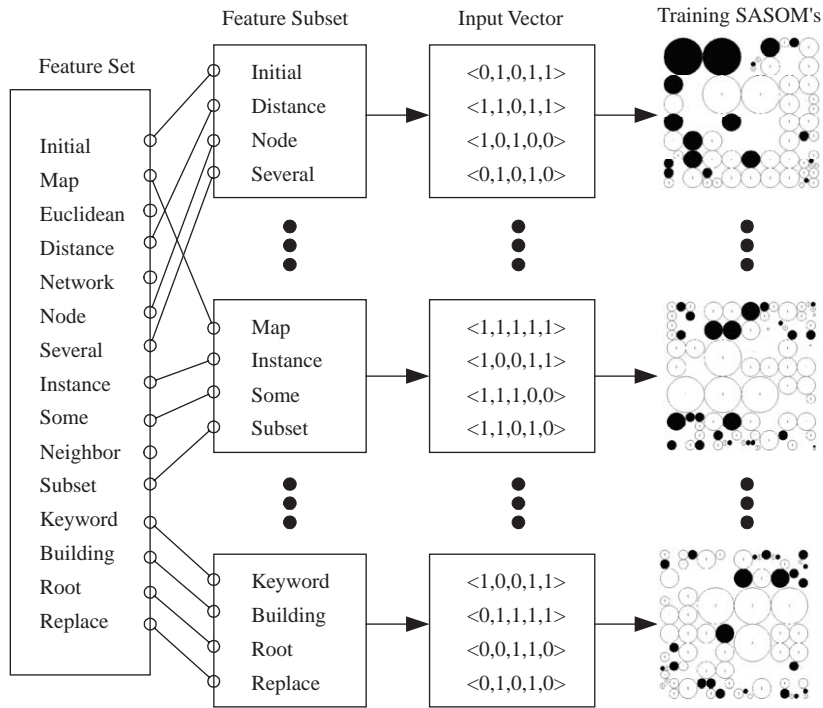 Feature Subset
Input Vector
Training SASOM's
Feature Set
Initial
Map
Euclidean
Distance
Network
Node
Several
Instance
Some
Neighbor
Subset
Keyword
Building
Root
Replace
Initial
Distance
Node
Several
<0,1,0,1,1>
<1,1,0,1,1>
<1,0,1,0,0>
<0,1,0,1,0>
Map
Instance
Some
Subset
<1,1,1,1,1>
<1,0,0,1,1>
<1,1,1,0,0>
<1,1,0,1,0>
Keyword
Building
Root
Replace
<1,0,0,1,1>
<0,1,1,1,1>
<0,0,1,1,0>
<0,1,0,1,0>